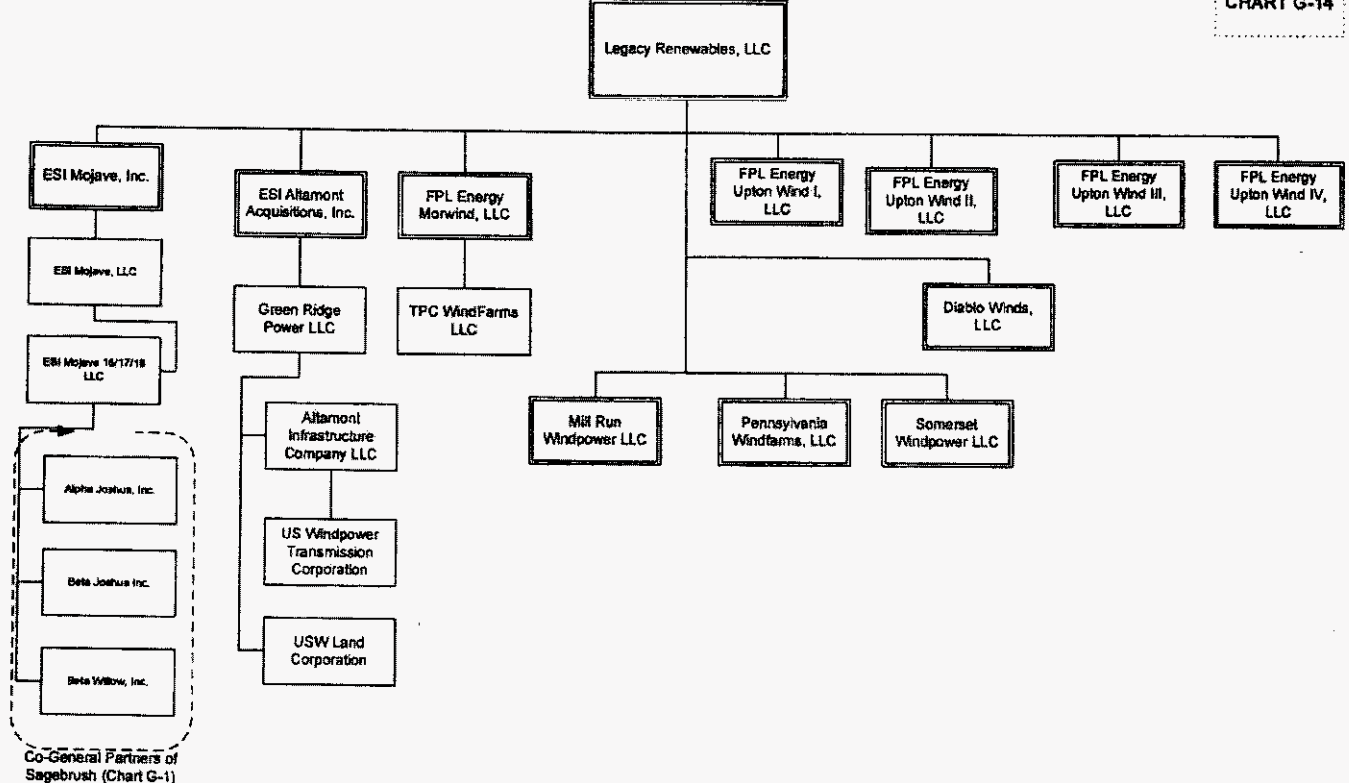 CHART G-14
Legacy Renewables, LLC
ESI Mojave, Inc.
ESI Altamont
Acquisitions, Inc.
FPL Energy
Morwind, LLC
FPL Energy
Upton Wind I,
LLC
FPL Energy
Upton Wind II,
LLC
FPL Energy
Upton Wind III,
LLC
FPL Energy
Upton Wind IV,
LLC
ESI Mojave, LLC
Green Ridge
Power LLC
TPC WindFarms
LLC
Diablo Winds,
LLC
ESI Mojave 16/17/18
LLC
Altamont
Infrastructure
Company LLC
Mill Run
Windpower LLC
Pennsylvania
Windfarms, LLC
Somerset
Windpower LLC
Alpha Joshua, Inc.
US Windpower
Transmission
Corporation
Beta Joshua Inc.
USW Land
Corporation
Beta Willow, Inc.
Co-General Partners of
Sagebrush (Chart G-1)